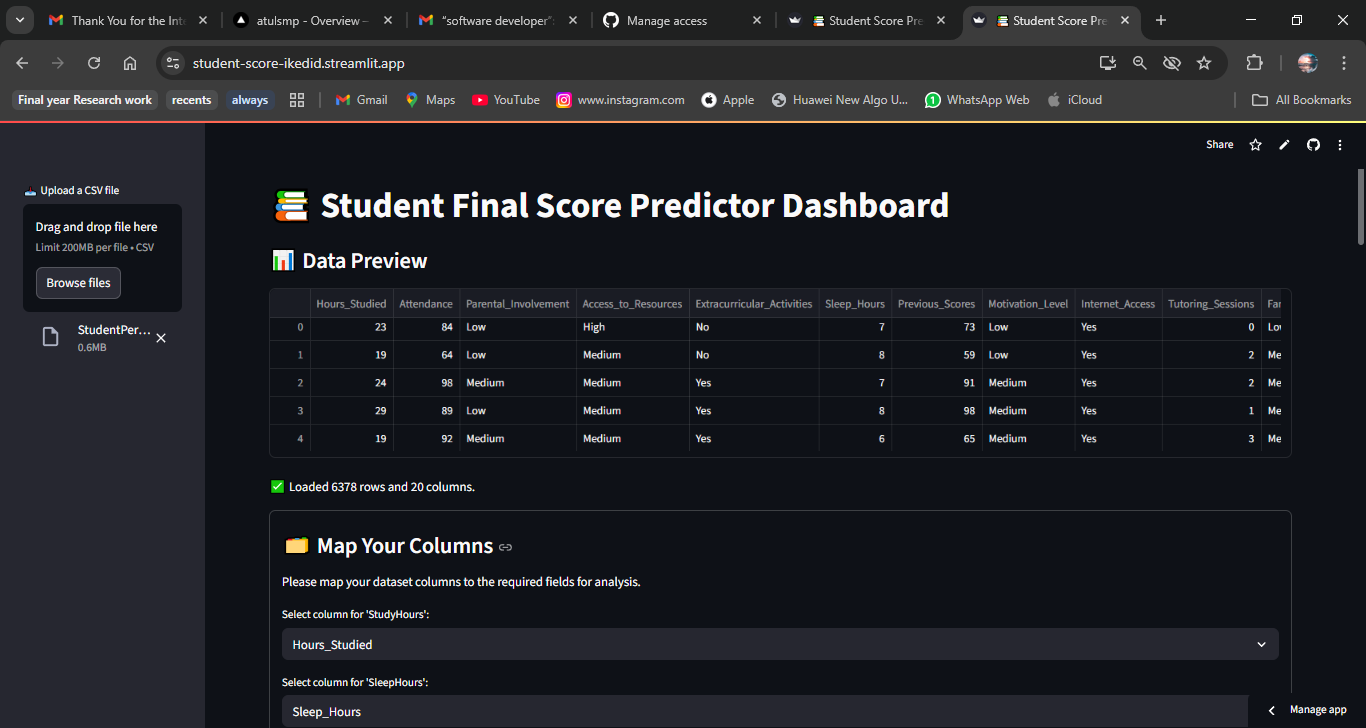 Thank You for the Inte
atulsmp - Overview -
"software developer":
Manage access
Student Score Pre
Student Score Pre
student-score-ikedid.streamlit.app
Final year Research work
recents
always
Gmail
Maps
YouTube
www.instagram.com
Apple
Huawei New Algo U...
WhatsApp Web
iCloud
All Bookmarks
Share
Upload a CSV file
Drag and drop file here
Limit 200MB per file • CSV
Browse files
StudentPer...
0.6MB
Student Final Score Predictor Dashboard
Data Preview
Hours_Studied Attendance Parental_Involvement Access_to_Resources Extracurricular_Activities Sleep_Hours Previous_Scores Motivation_Level Internet_Access Tutoring_Sessions Far
0 23 84 Low High No 7 73 Low Yes 0 Lo
1 19 64 Low Medium No 8 59 Low Yes 2 Me
2 24 98 Medium Medium Yes 7 91 Medium Yes 2 Me
3 29 89 Low Medium Yes 8 98 Medium Yes 1 Me
4 19 92 Medium Medium Yes 6 65 Medium Yes 3 Me
Loaded 6378 rows and 20 columns.
Map Your Columns
Please map your dataset columns to the required fields for analysis.
Select column for 'StudyHours':
Hours_Studied
Select column for 'SleepHours':
Sleep_Hours
Manage app